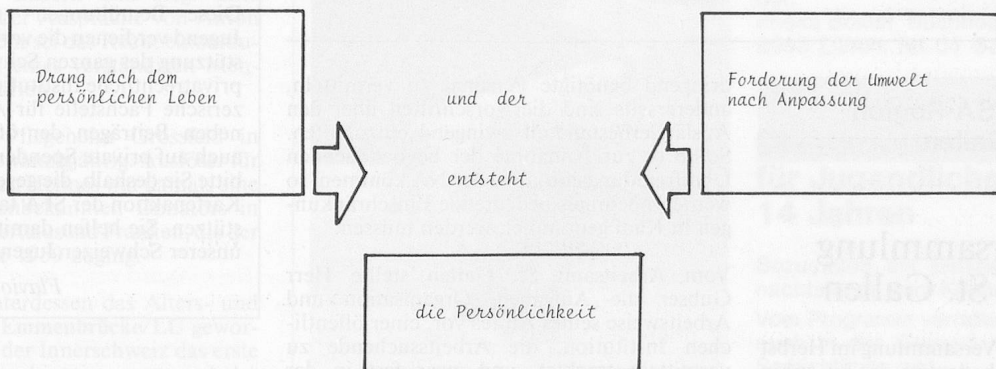 Drang nach dem
persönlichen Leben
und der
Forderung der Umwelt
nach Anpassung
entsteht
die Persönlichkeit